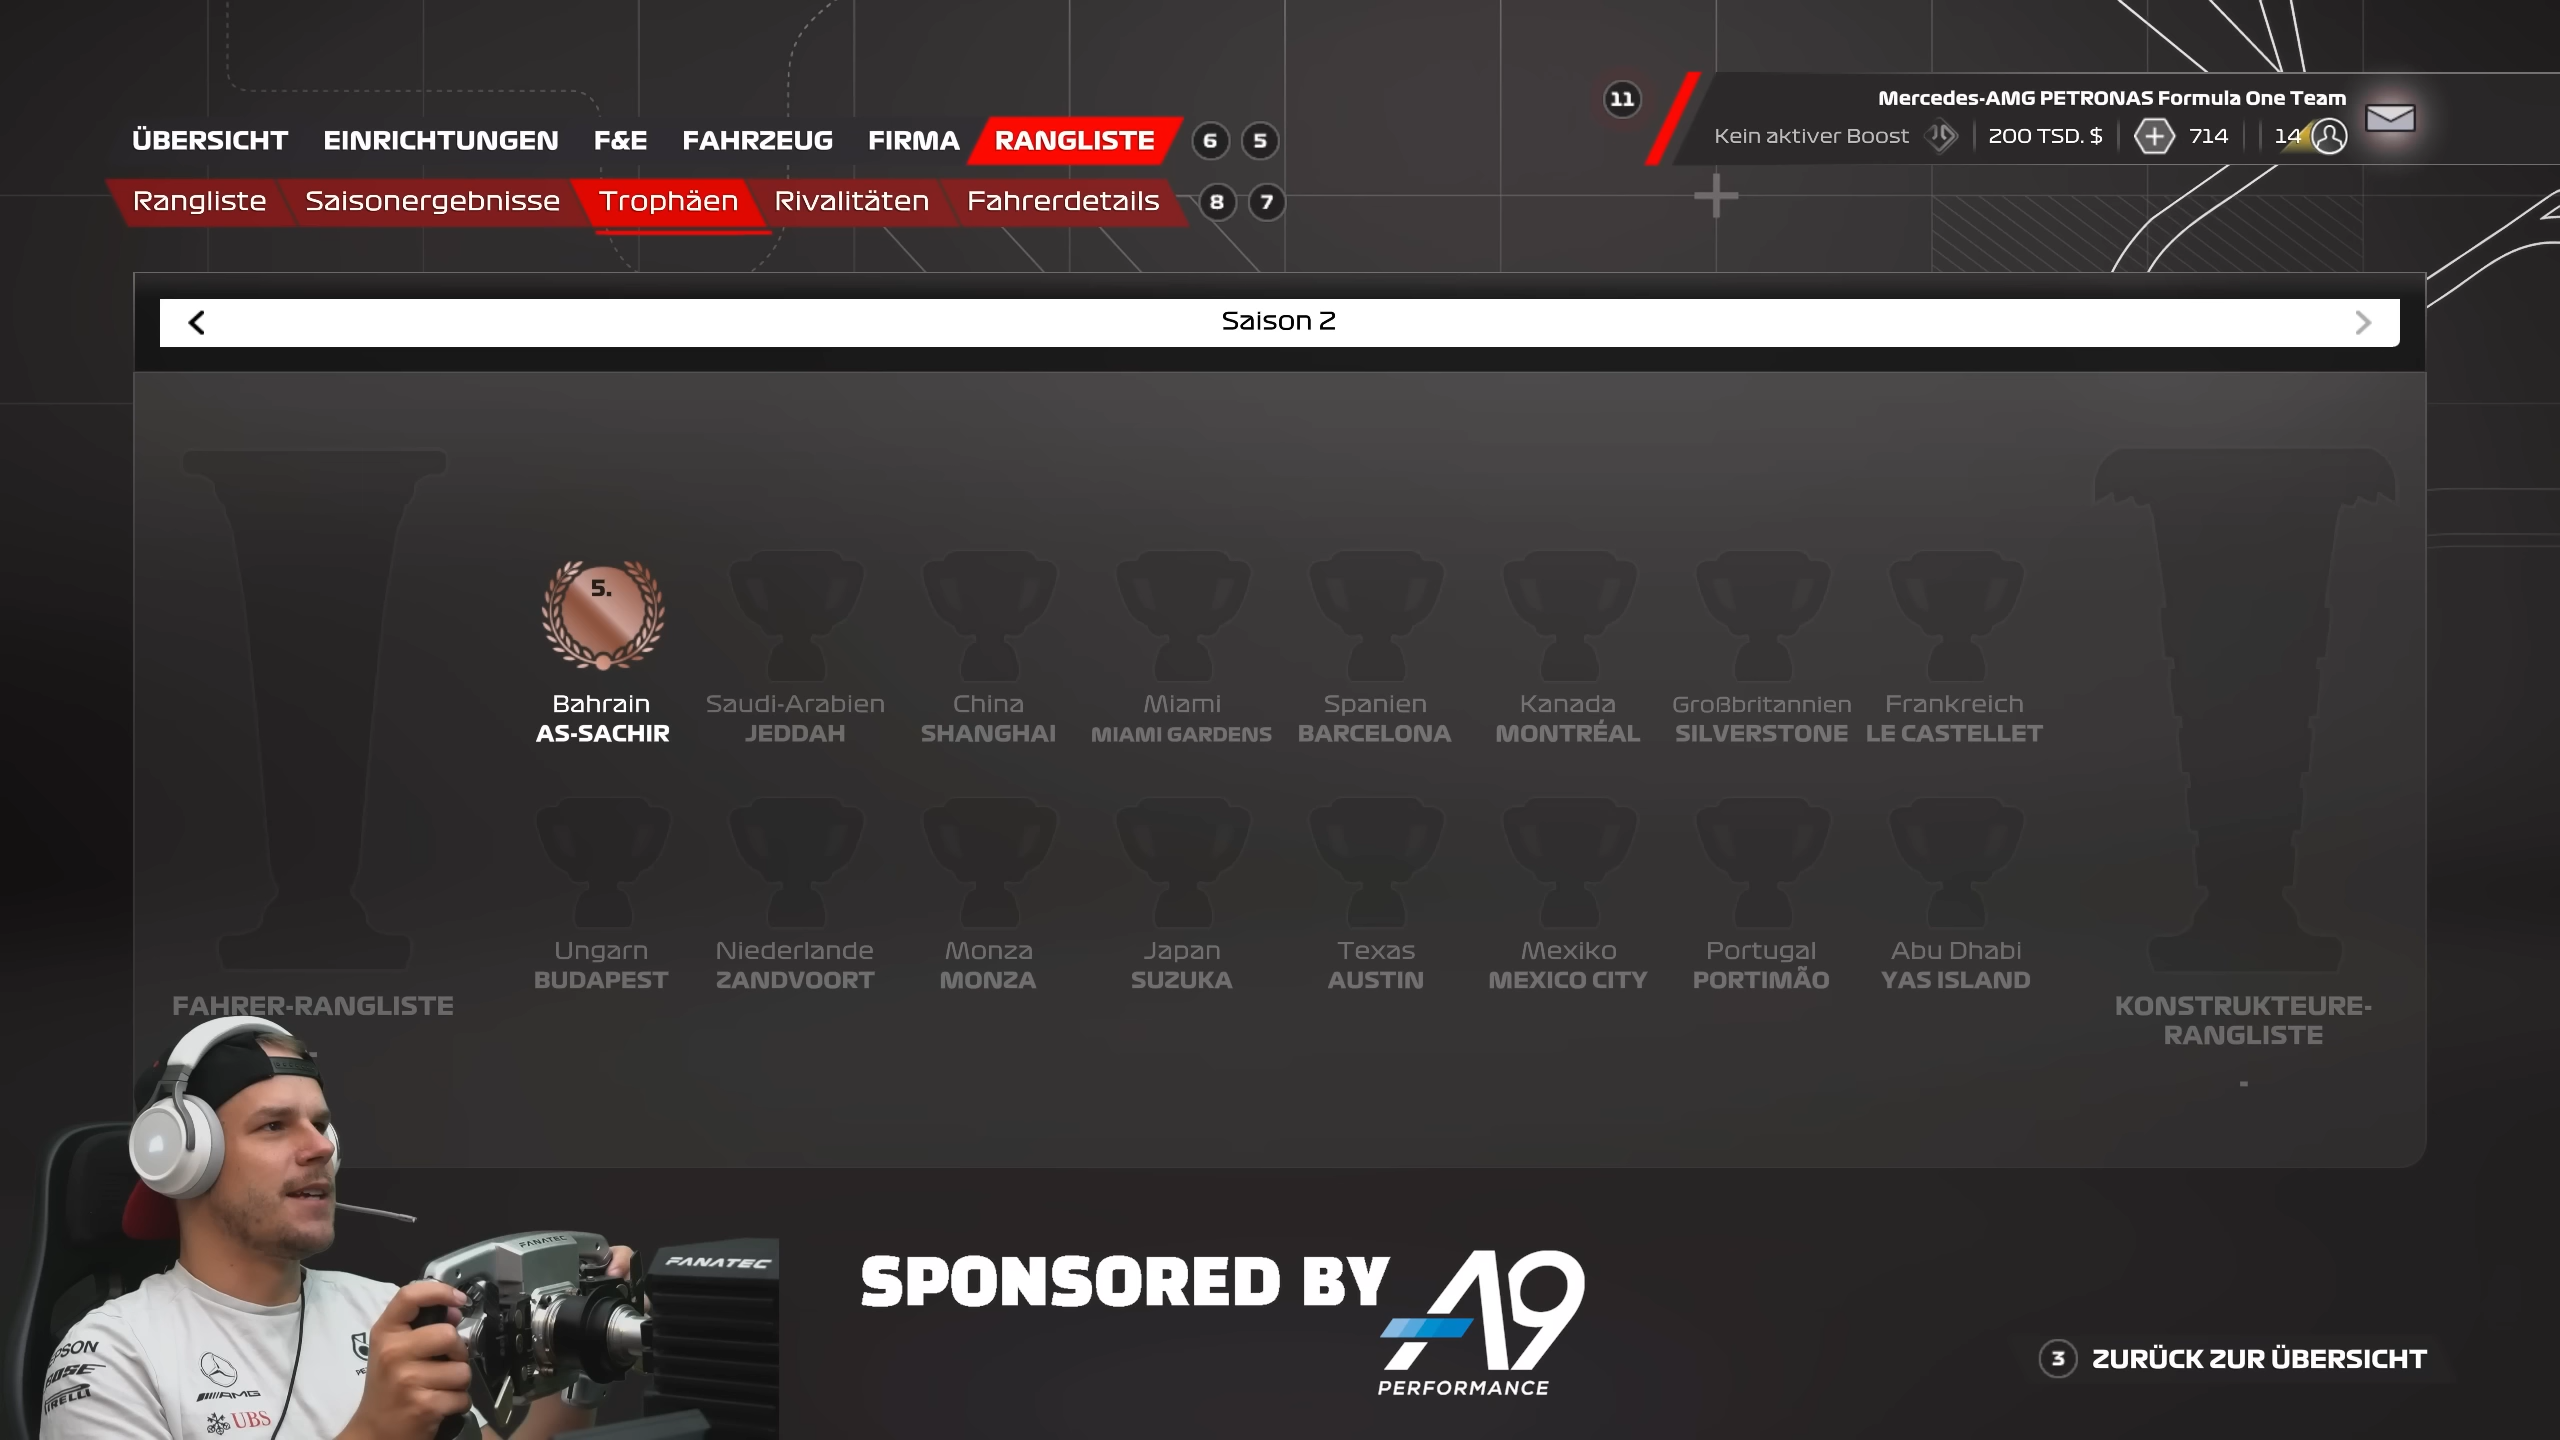 11
Mercedes-AMG PETRONAS Formula One Team
Kein aktiver Boost 200 TSD. $ 714 14
ÜBERSICHT EINRICHTUNGEN F&E FAHRZEUG FIRMA RANGLISTE 6 5
Rangliste Saisonergebnisse Trophäen Rivalitäten Fahrerdetails 8 7
Saison 2
5.
Bahrain Saudi-Arabien China Miami Spanien Kanada Großbritannien Frankreich
AS-SACHIR JEDDAH SHANGHAI MIAMI GARDENS BARCELONA MONTRÉAL SILVERSTONE LE CASTELLET
Ungarn Niederlande Monza Japan Texas Mexiko Portugal Abu Dhabi
BUDAPEST ZANDVOORT MONZA SUZUKA AUSTIN MEXICO CITY PORTIMÃO YAS ISLAND
FAHRER-RANGLISTE
-
KONSTRUKTEURE-
RANGLISTE
-
FANATEC
FANATEC
BOSE
AMG
UBS
SPONSORED BY A9
PERFORMANCE
3 ZURÜCK ZUR ÜBERSICHT